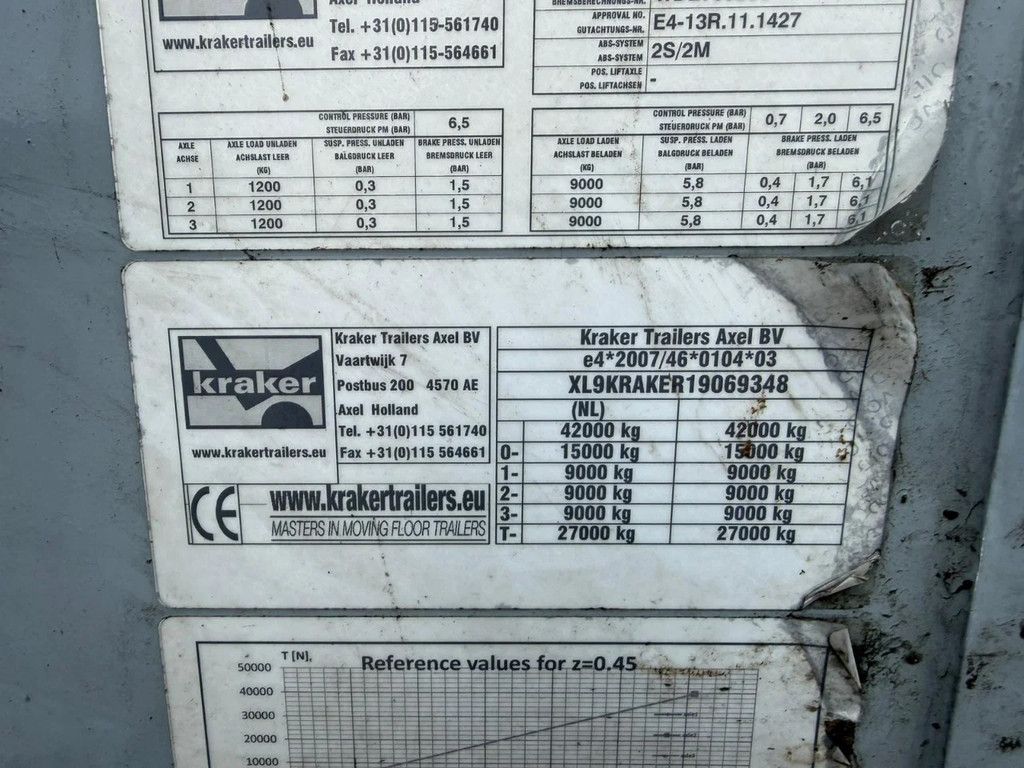 Axel Holland
Tel. +31(0)115-561740
www.krakertrailers.eu
Fax +31(0)115-564661
BREMSBERECHNUNGS-NR.
APPROVAL NO.
GUTACHTUNGS-NR.
E4-13R.11.1427
ABS-SYSTEM
ABS-SYSTEM
2S/2M
POS. LIFTAXLE
POS. LIFTACHSEN
-
CONTROL PRESSURE (BAR)
STEUERDRUCK PM (BAR)
6,5
AXLE
ACHSE
AXLE LOAD UNLADEN
ACHSLAST LEER
(KG)
SUSP. PRESS. UNLADEN
BALGDRUCK LEER
(BAR)
BRAKE PRESS. UNLADEN
BREMSDRUCK LEER
(BAR)
1 1200 0,3 1,5
2 1200 0,3 1,5
3 1200 0,3 1,5
CONTROL PRESSURE (BAR)
STEUERDRUCK PM (BAR)
0,7 2,0 6,5
AXLE LOAD LADEN
ACHSLAST BELADEN
(KG)
SUSP. PRESS. LADEN
BALGDRUCK BELADEN
(BAR)
BRAKE PRESS. LADEN
BREMSDRUCK BELADEN
(BAR)
9000 5,8 0,4 1,7 6,1
9000 5,8 0,4 1,7 6,1
9000 5,8 0,4 1,7 6,1
kraker
www.krakertrailers.eu
Kraker Trailers Axel BV
Vaartwijk 7
Postbus 200 4570 AE
Axel Holland
Tel. +31(0)115 561740
Fax +31(0)115 564661
CE
www.krakertrailers.eu
MASTERS IN MOVING FLOOR TRAILERS
Kraker Trailers Axel BV
e4*2007/46*0104*03
XL9KRAKER19069348
(NL)
42000 kg 42000 kg
0- 15000 kg 15000 kg
1- 9000 kg 9000 kg
2- 9000 kg 9000 kg
3- 9000 kg 9000 kg
T- 27000 kg 27000 kg
T [N].
Reference values for z=0.45
50000
40000
30000
20000
10000